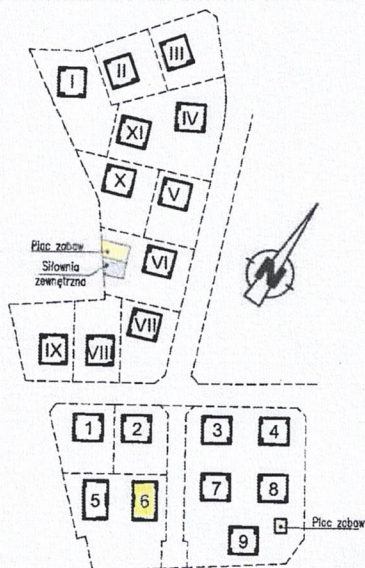 I
II
III
IV
XI
X
V
Plac zabaw
Siłownia
zewnętrzna
VI
VII
IX
VIII
N
1
2
3
4
5
6
7
8
Plac zabaw
9